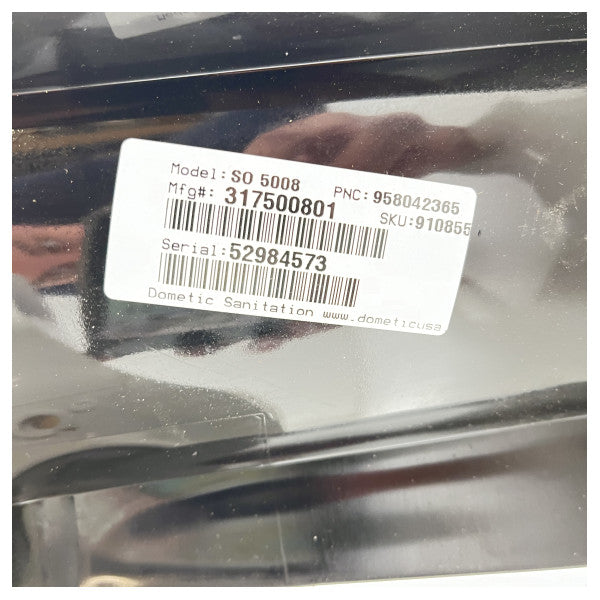 Model: SO 5008 PNC: 958042365
Mfg#: 317500801 SKU:910855
Serial: 52984573
Dometic Sanitation www.dometicusa